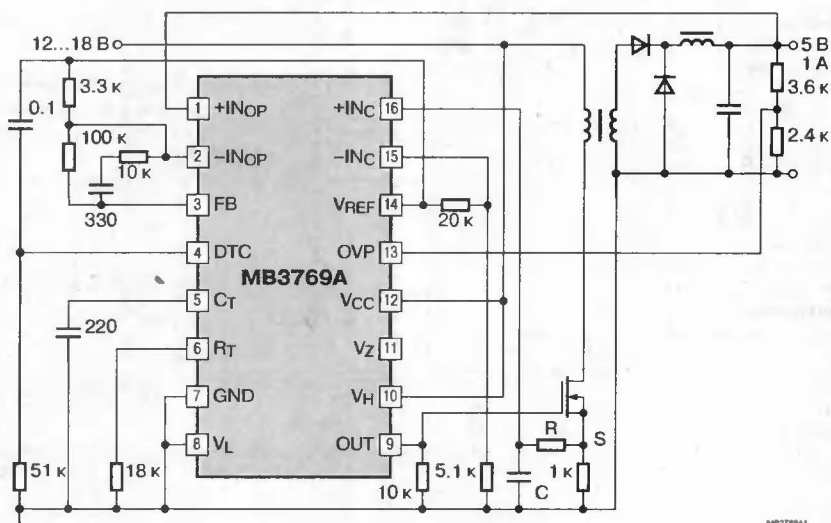 12...18 В
5 В
1 А
0.1
3.3 к
100 к
10 к
330
3.6 к
2.4 к
1 +INOP
2 –INOP
3 FB
4 DTC
5 CT
6 RT
7 GND
8 VL
MB3769A
+INC 16
–INC 15
VREF 14
OVP 13
VCC 12
VZ 11
VH 10
OUT 9
20 к
220
R
S
51 к
18 к
10 к
5.1 к
C
1 к
MB3769A1